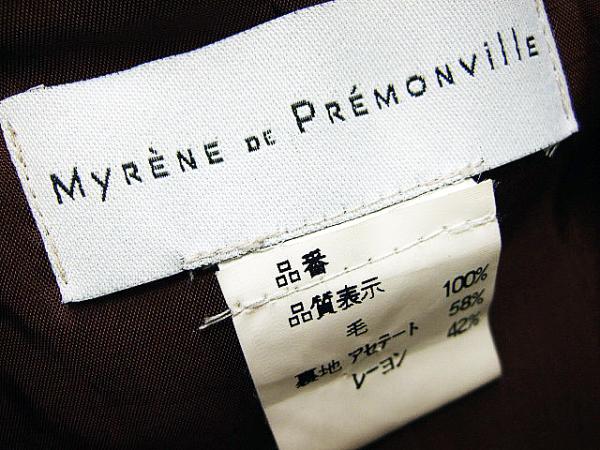 MYRÈNE DE PRÉMONVILLE
品番
品質表示
毛 100%
裏地 アセテート 58%
レーヨン 42%